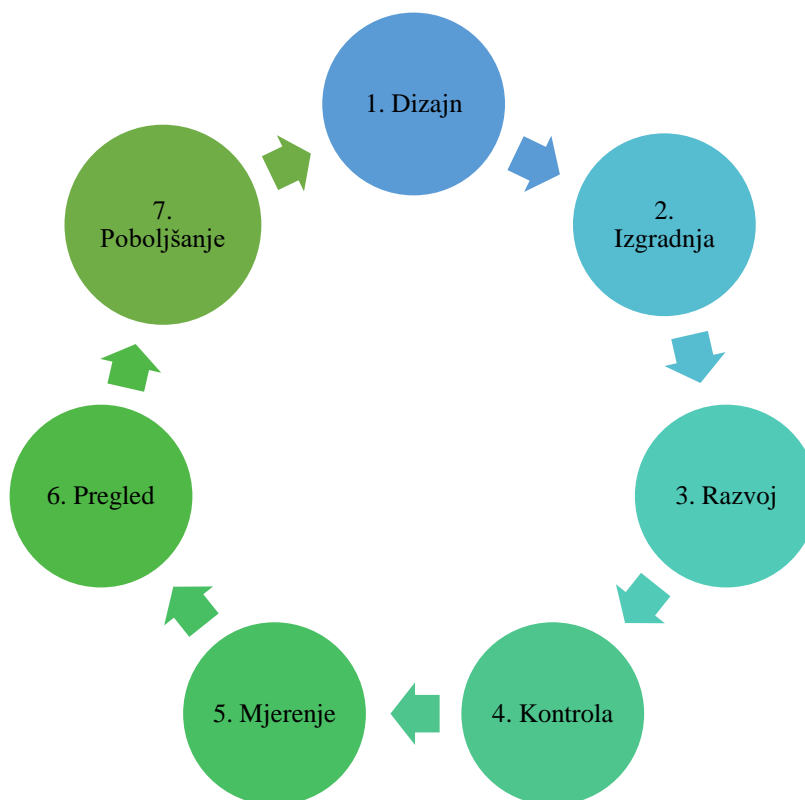 1. Dizajn
2.
Izgradnja
3. Razvoj
4. Kontrola
5. Mjerenje
6. Pregled
7.
Poboljšanje